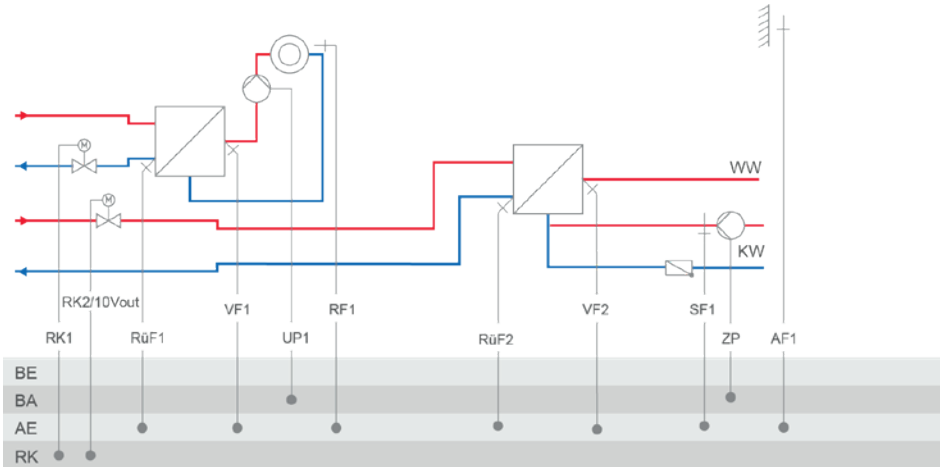 M
M
WW
KW
RK2/10Vout
VF1
RF1
VF2
SF1
RK1
RüF1
UP1
RüF2
ZP
AF1
BE
BA
AE
RK